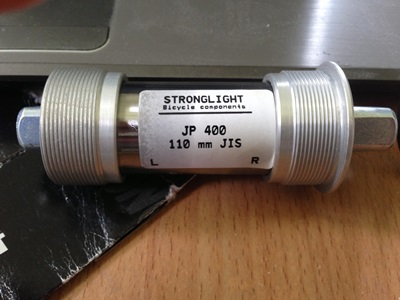 STRONGLIGHT
Bicycle components
JP 400
110 mm JIS
L R